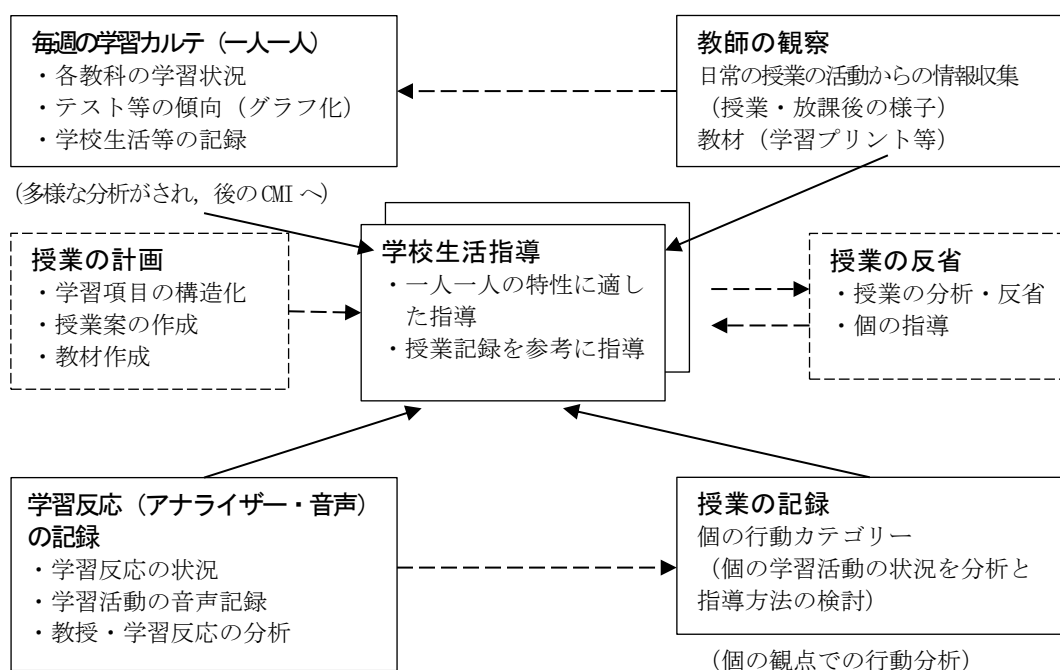 毎週の学習カルテ（一人一人）
・各教科の学習状況
・テスト等の傾向（グラフ化）
・学校生活等の記録
（多様な分析がされ，後の CMI へ）
教師の観察
日常の授業の活動からの情報収集
（授業・放課後の様子）
教材（学習プリント等）
授業の計画
・学習項目の構造化
・授業案の作成
・教材作成
学校生活指導
・一人一人の特性に適し
た指導
・授業記録を参考に指導
授業の反省
・授業の分析・反省
・個の指導
学習反応（アナライザー・音声）
の記録
・学習反応の状況
・学習活動の音声記録
・教授・学習反応の分析
授業の記録
個の行動カテゴリー
（個の学習活動の状況を分析と
指導方法の検討）
（個の観点での行動分析）